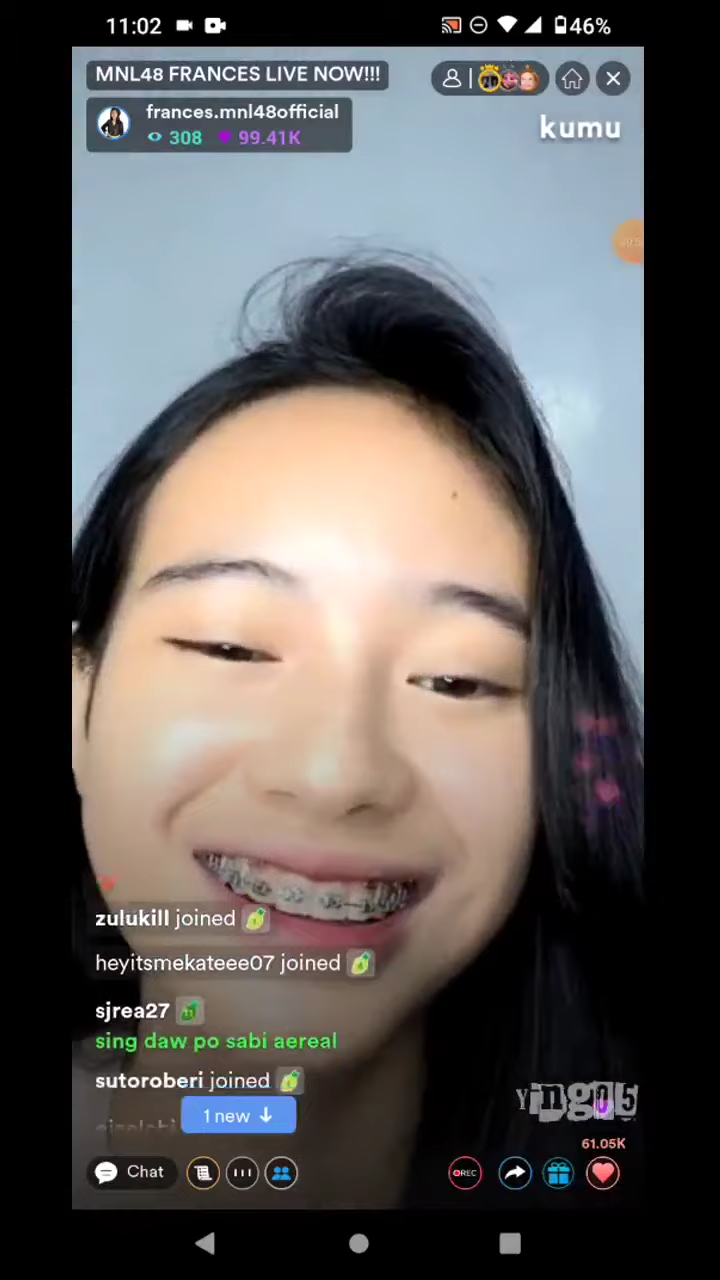 11:02
46%
MNL48 FRANCES LIVE NOW!!!
frances.mnl48official
308 99.41K
kumu
zulukill joined
heyitsmekateee07 joined
sjrea27
sing daw po sabi aereal
sutoroberi joined
1 new
61.05K
Chat
REC